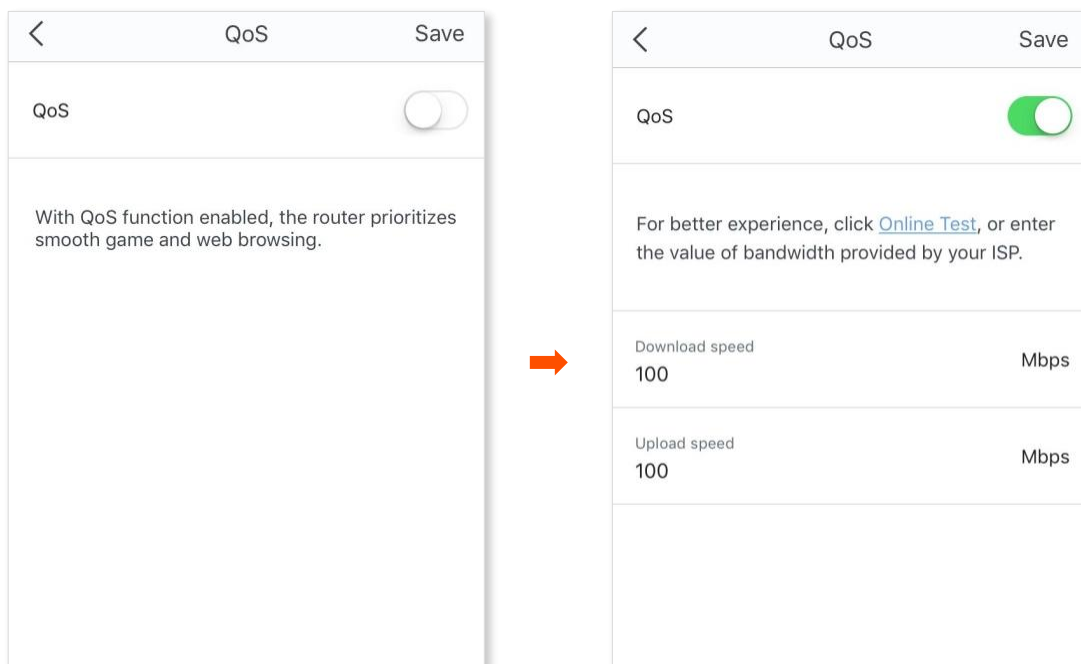 QoS Save
QoS
With QoS function enabled, the router prioritizes
smooth game and web browsing.
QoS Save
QoS
For better experience, click Online Test, or enter
the value of bandwidth provided by your ISP.
Download speed
100 Mbps
Upload speed
100 Mbps